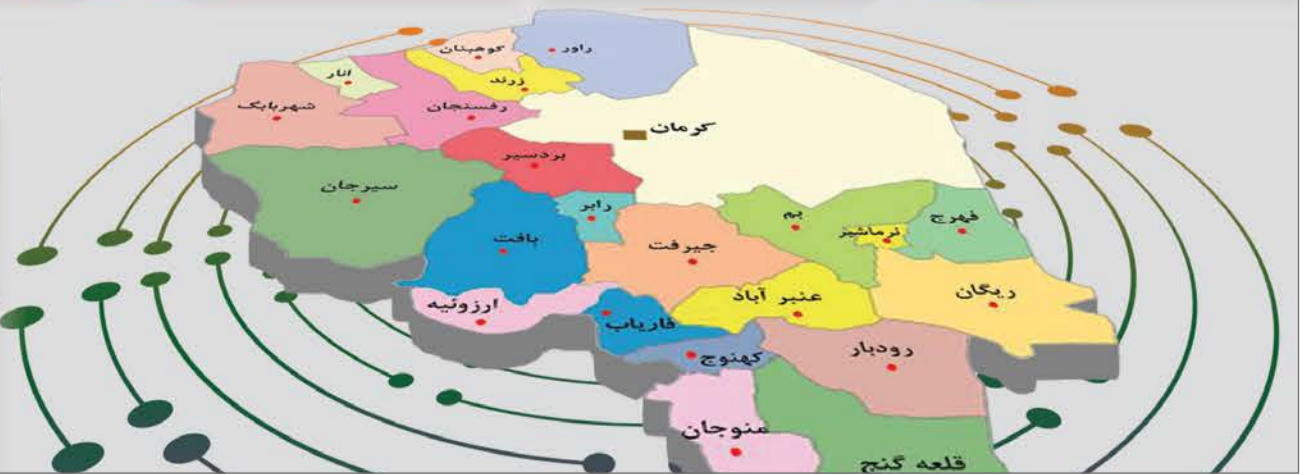 راور
کوهبنان
زرند
انار
رفسنجان
شهربابک
کرمان
بردسیر
سیرجان
رابر
بم
فهرج
نرماشیر
بافت
جیرفت
ریگان
عنبر آباد
ارزوئیه
فاریاب
رودبار
کهنوج
منوجان
قلعه گنج